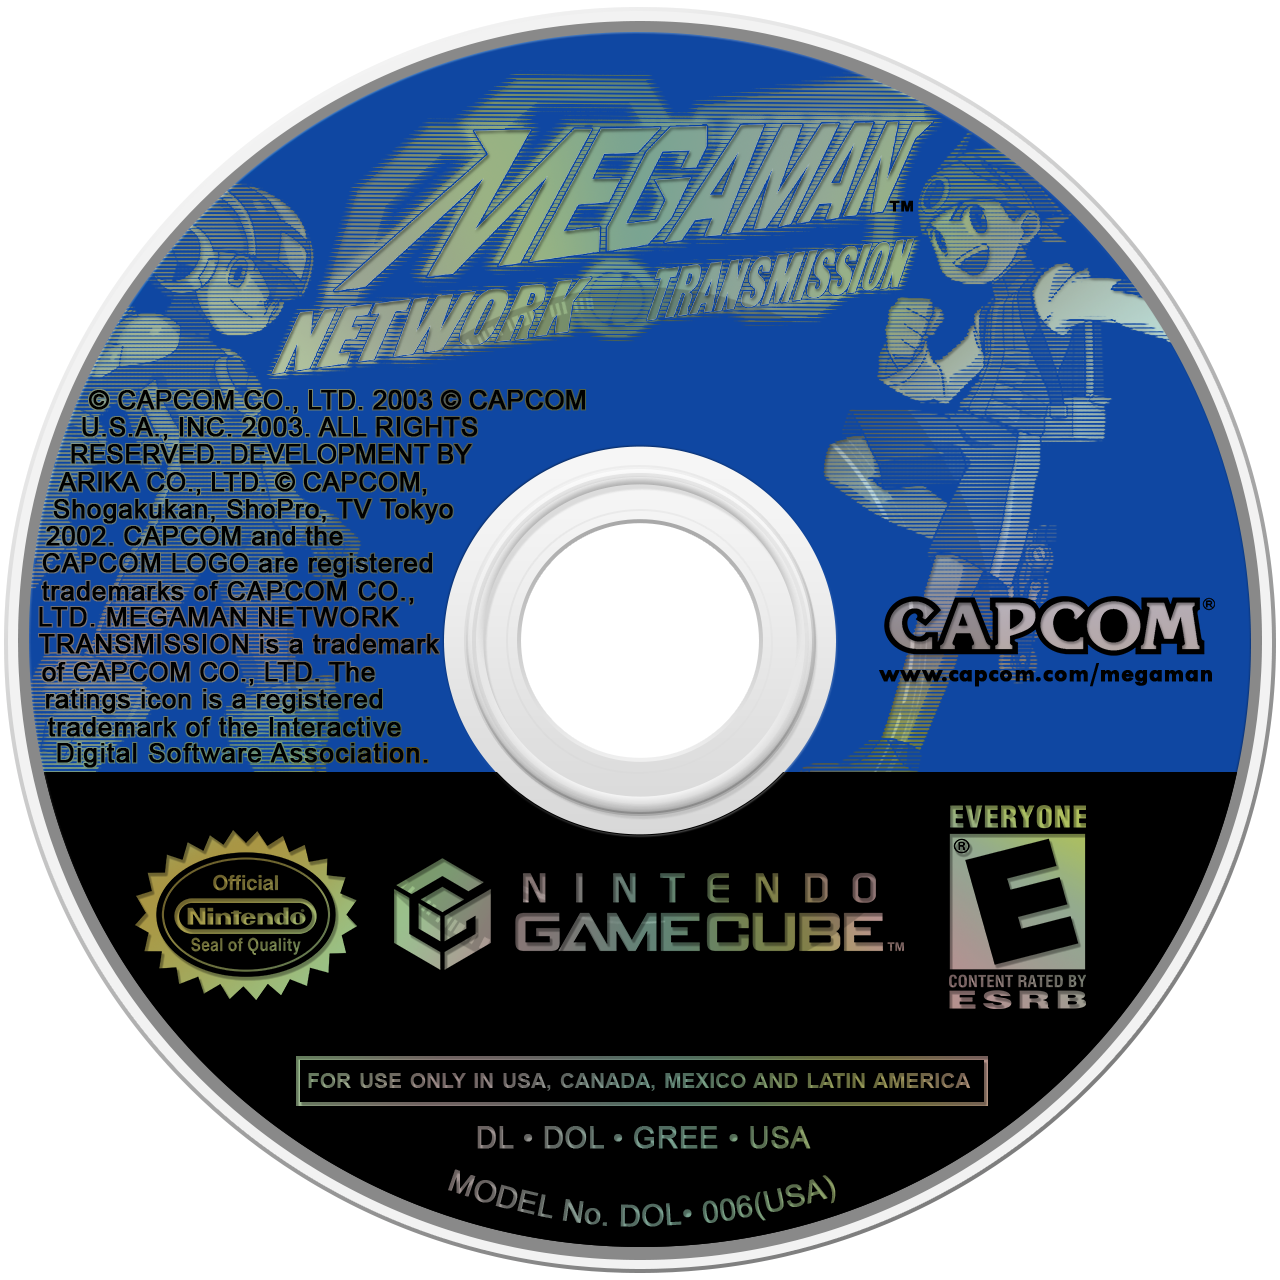 MEGAMAN™
NETWORK TRANSMISSION
© CAPCOM CO., LTD. 2003 © CAPCOM
U.S.A., INC. 2003. ALL RIGHTS
RESERVED. DEVELOPMENT BY
ARIKA CO., LTD. © CAPCOM,
Shogakukan, ShoPro, TV Tokyo
2002. CAPCOM and the
CAPCOM LOGO are registered
trademarks of CAPCOM CO.,
LTD. MEGAMAN NETWORK
TRANSMISSION is a trademark
of CAPCOM CO., LTD. The
ratings icon is a registered
trademark of the Interactive
Digital Software Association.
CAPCOM®
www.capcom.com/megaman
Official
Nintendo®
Seal of Quality
NINTENDO
GAMECUBE™
EVERYONE
E®
CONTENT RATED BY
ESRB
FOR USE ONLY IN USA, CANADA, MEXICO AND LATIN AMERICA
DL • DOL • GREE • USA
MODEL No. DOL• 006(USA)